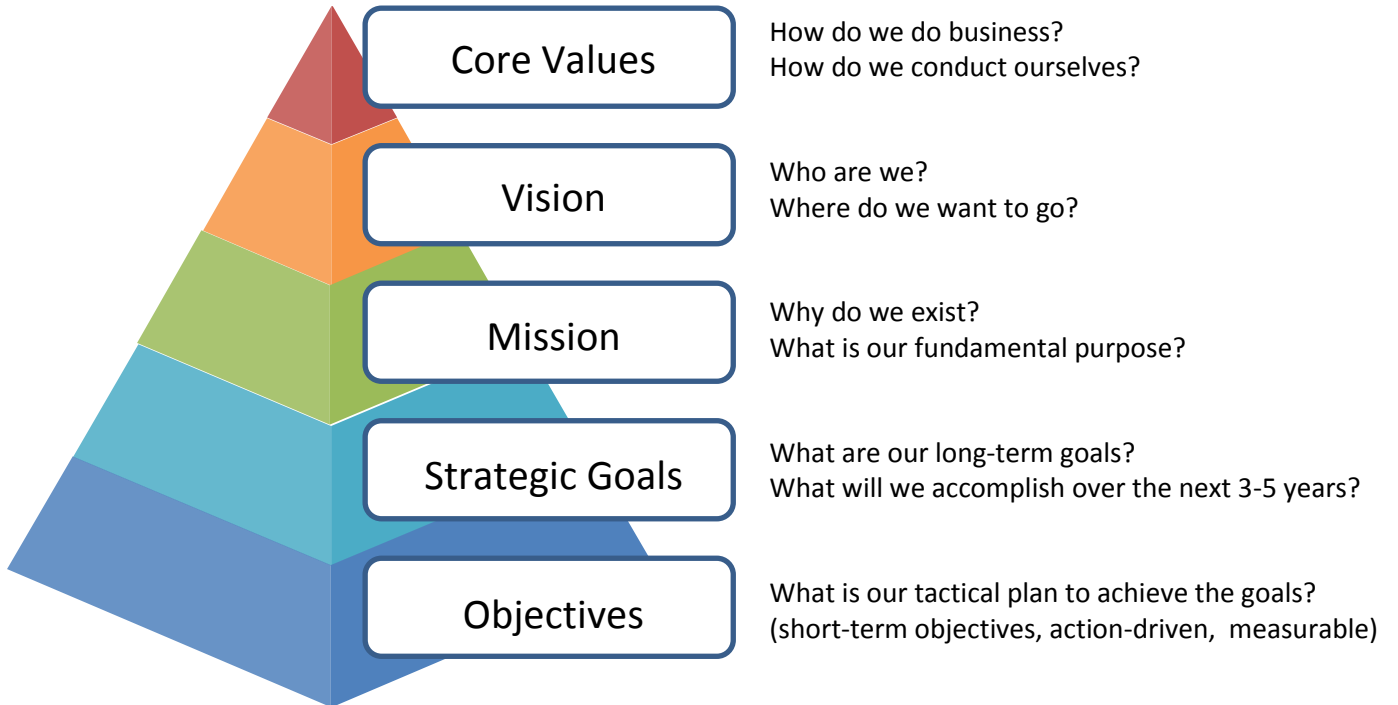 Core Values
How do we do business?
How do we conduct ourselves?
Vision
Who are we?
Where do we want to go?
Mission
Why do we exist?
What is our fundamental purpose?
Strategic Goals
What are our long-term goals?
What will we accomplish over the next 3-5 years?
Objectives
What is our tactical plan to achieve the goals?
(short-term objectives, action-driven,  measurable)